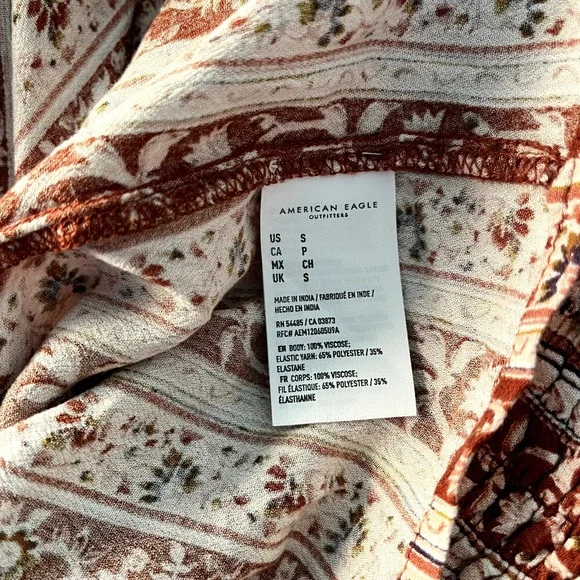 AMERICAN EAGLE
OUTFITTERS
US S
CA P
MX CH
UK S
MADE IN INDIA / FABRIQUÉ EN INDE /
HECHO EN INDIA
RN 54485 / CA 03873
RFC# AEM120605U9A
EN BODY: 100% VISCOSE;
ELASTIC YARN: 65% POLYESTER / 35%
ELASTANE
FR CORPS: 100% VISCOSE;
FIL ÉLASTIQUE: 65% POLYESTER / 35%
ÉLASTHANNE